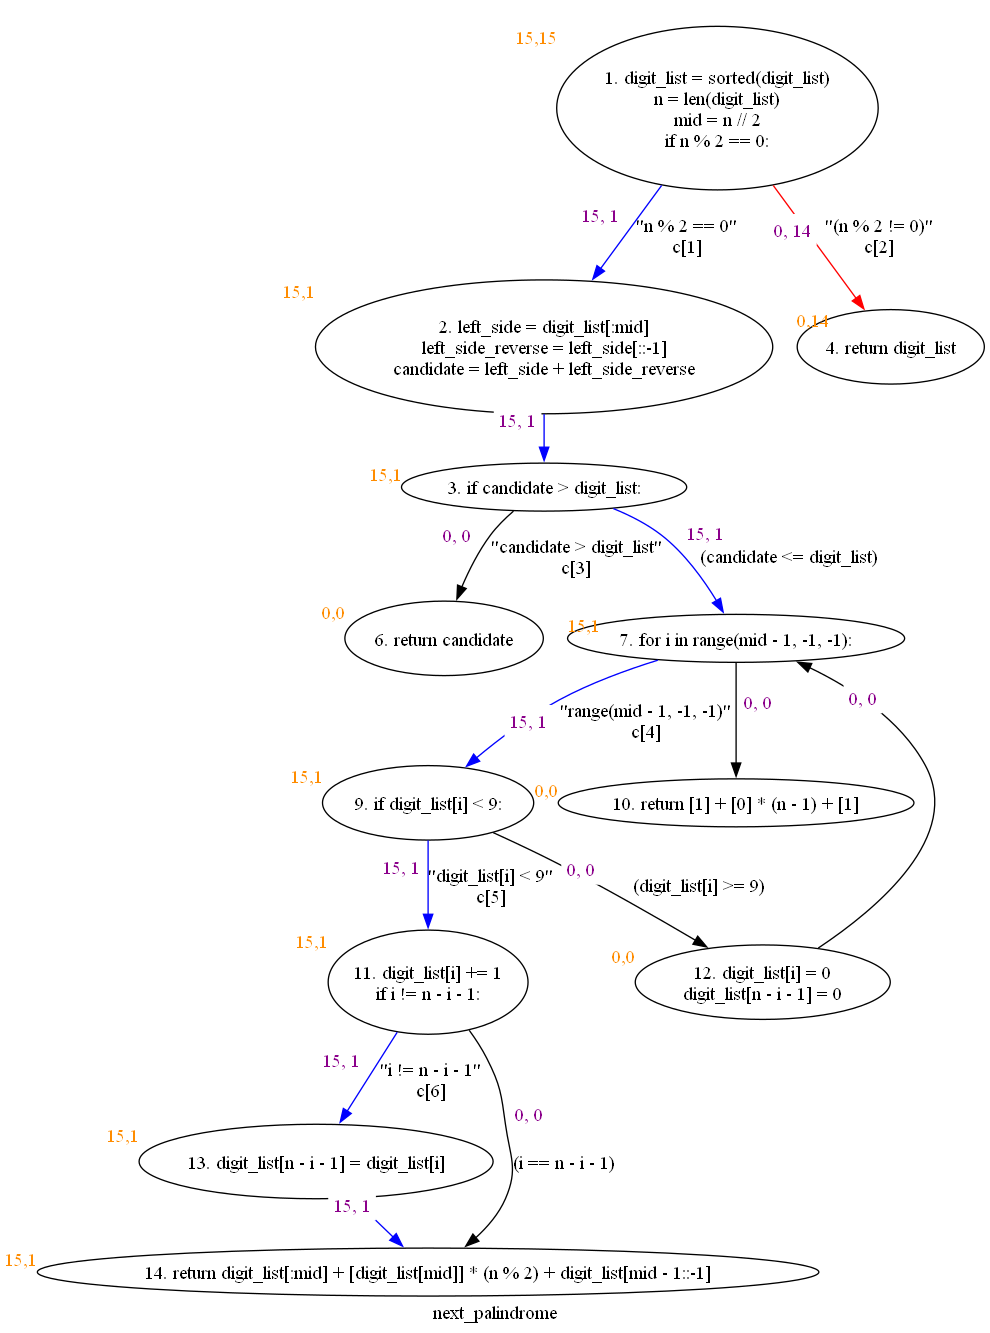 15,15
1. digit_list = sorted(digit_list)
n = len(digit_list)
mid = n // 2
if n % 2 == 0:
15, 1
"n % 2 == 0"
c[1]
0, 14
"(n % 2 != 0)"
c[2]
15,1
2. left_side = digit_list[:mid]
left_side_reverse = left_side[::-1]
candidate = left_side + left_side_reverse
0,14
4. return digit_list
15, 1
15,1
3. if candidate > digit_list:
0, 0
"candidate > digit_list"
c[3]
15, 1
(candidate <= digit_list)
0,0
6. return candidate
15,1
7. for i in range(mid - 1, -1, -1):
15, 1
"range(mid - 1, -1, -1)"
c[4]
0, 0
0, 0
15,1
9. if digit_list[i] < 9:
0,0
10. return [1] + [0] * (n - 1) + [1]
15, 1
"digit_list[i] < 9"
c[5]
0, 0
(digit_list[i] >= 9)
15,1
11. digit_list[i] += 1
if i != n - i - 1:
0,0
12. digit_list[i] = 0
digit_list[n - i - 1] = 0
15, 1
"i != n - i - 1"
c[6]
0, 0
(i == n - i - 1)
15,1
13. digit_list[n - i - 1] = digit_list[i]
15, 1
15,1
14. return digit_list[:mid] + [digit_list[mid]] * (n % 2) + digit_list[mid - 1::-1]
next_palindrome